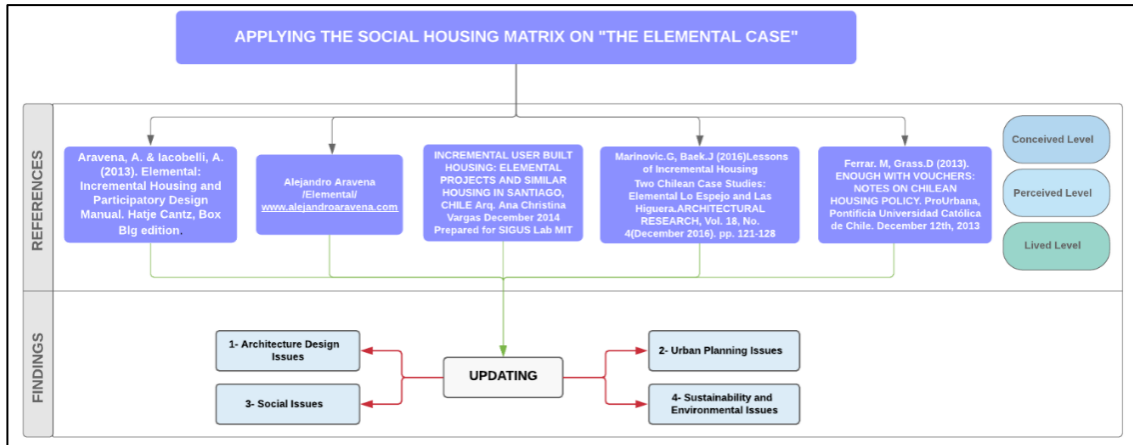 APPLYING THE SOCIAL HOUSING MATRIX ON "THE ELEMENTAL CASE"
REFERENCES
Aravena, A. & Iacobelli, A.
(2013). Elemental:
Incremental Housing and
Participatory Design
Manual. Hatje Cantz, Box
Blg edition.
Alejandro Aravena
/Elemental/
www.alejandroaravena.com
INCREMENTAL USER BUILT
HOUSING: ELEMENTAL
PROJECTS AND SIMILAR
HOUSING IN SANTIAGO,
CHILE Arq. Ana Christina
Vargas December 2014
Prepared for SIGUS Lab MIT
Marinovic.G, Baek.J (2016)Lessons
of Incremental Housing
Two Chilean Case Studies:
Elemental Lo Espejo and Las
Higuera.ARCHITECTURAL
RESEARCH, Vol. 18, No.
4(December 2016). pp. 121-128
Ferrar. M, Grass.D (2013).
ENOUGH WITH VOUCHERS:
NOTES ON CHILEAN
HOUSING POLICY. ProUrbana,
Pontificia Universidad Católica
de Chile. December 12th, 2013
Conceived Level
Perceived Level
Lived Level
FINDINGS
1- Architecture Design
Issues
2- Urban Planning Issues
UPDATING
3- Social Issues
4- Sustainability and
Environmental Issues